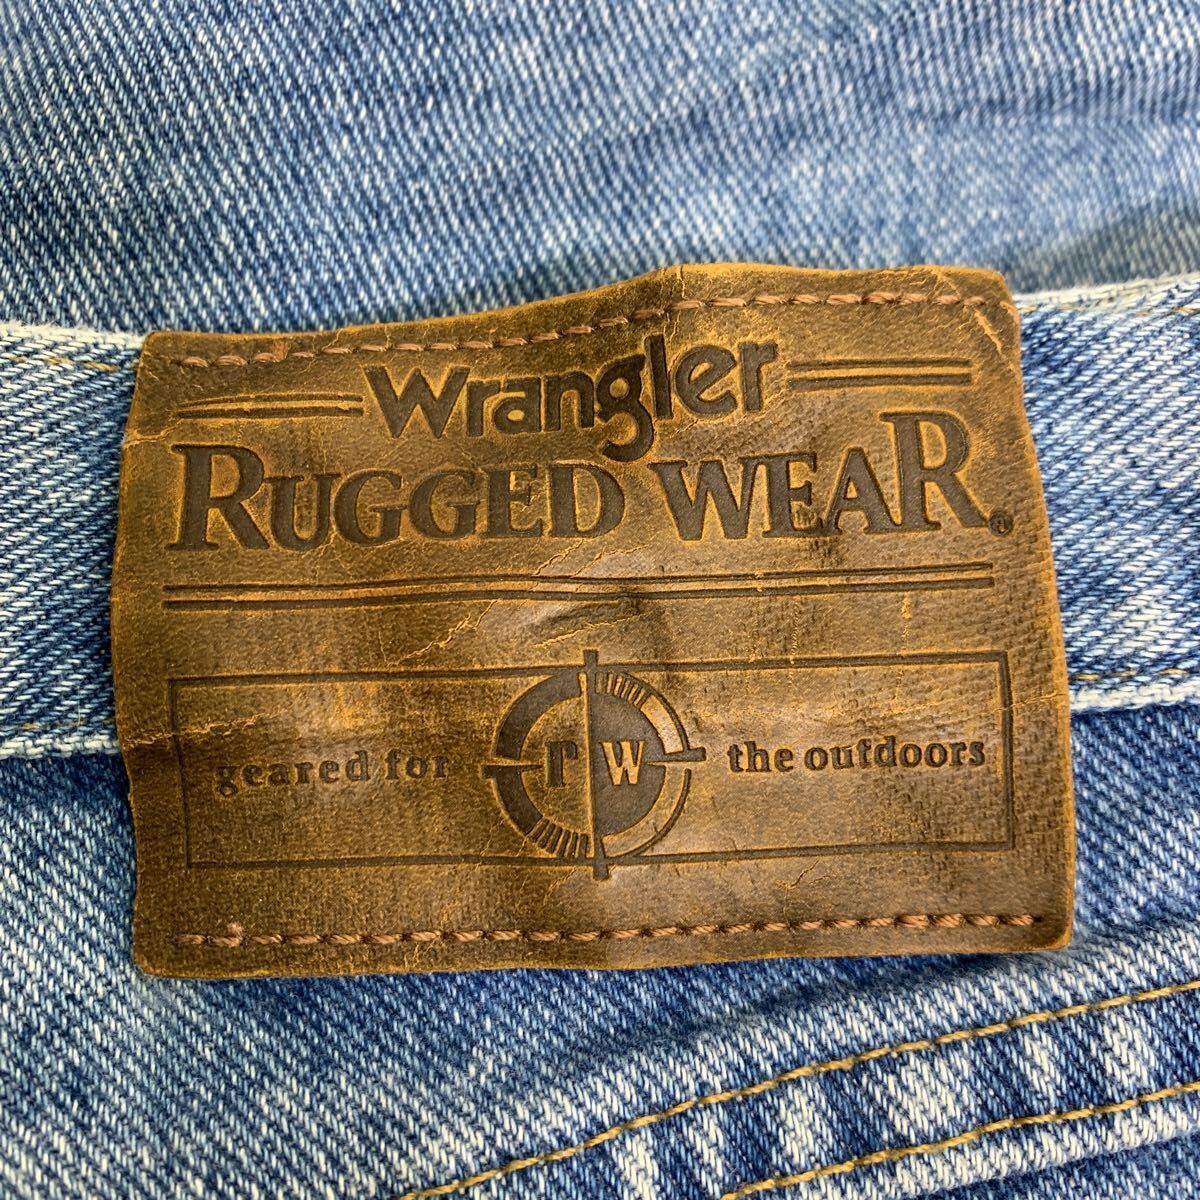 Wrangler
RUGGED WEAR®
geared for r W the outdoors